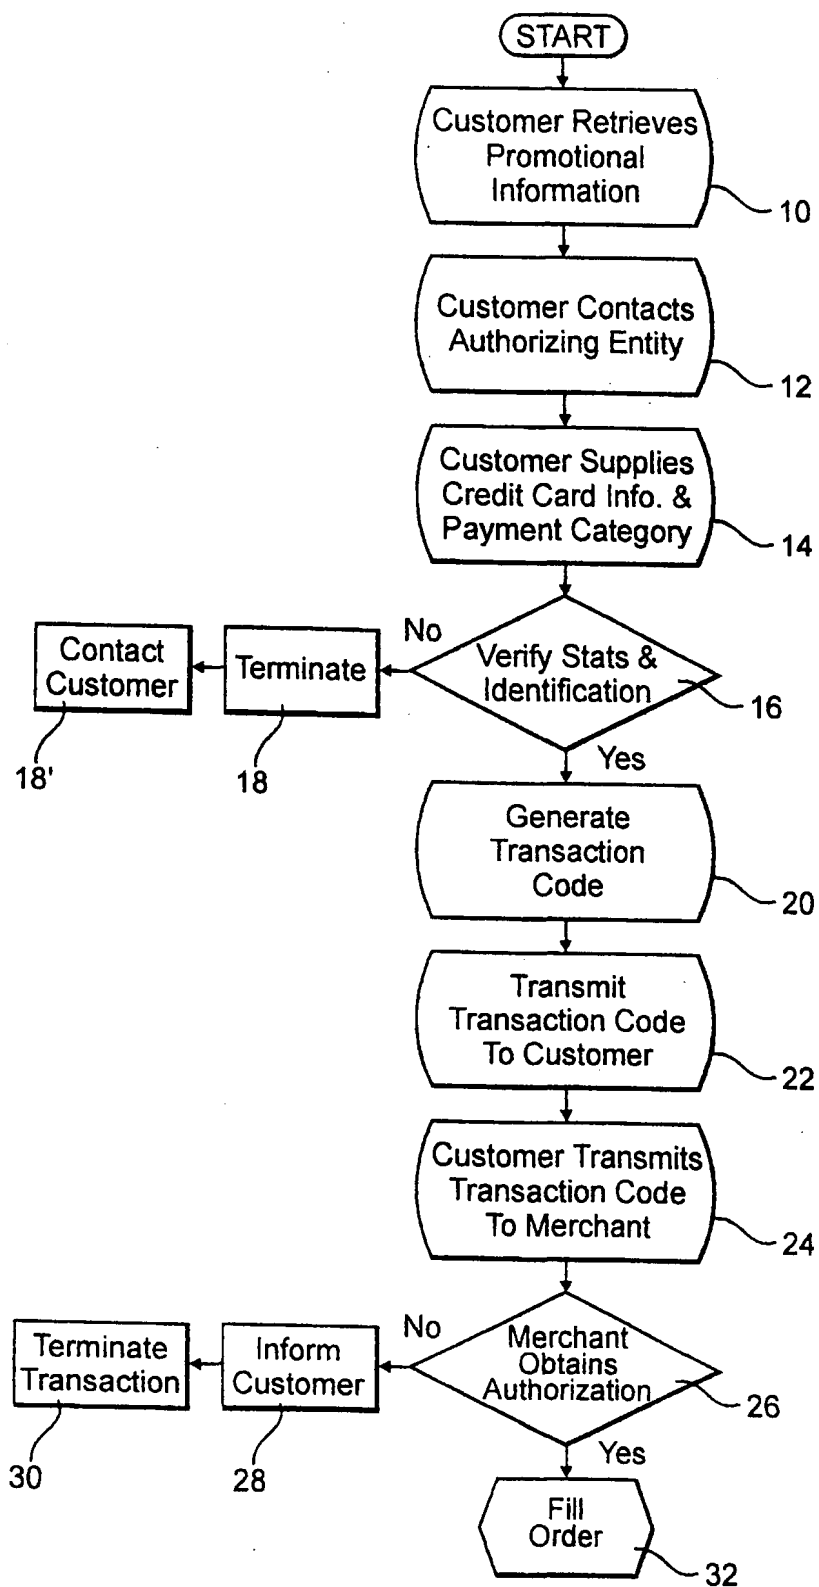 START
Customer Retrieves
Promotional
Information
10
Customer Contacts
Authorizing Entity
12
Customer Supplies
Credit Card Info. &
Payment Category
14
No
Contact
Customer
Terminate
Verify Stats &
Identification
16
18'
18
Yes
Generate
Transaction
Code
20
Transmit
Transaction Code
To Customer
22
Customer Transmits
Transaction Code
To Merchant
24
No
Terminate
Transaction
Inform
Customer
Merchant
Obtains
Authorization
26
30
28
Yes
Fill
Order
32